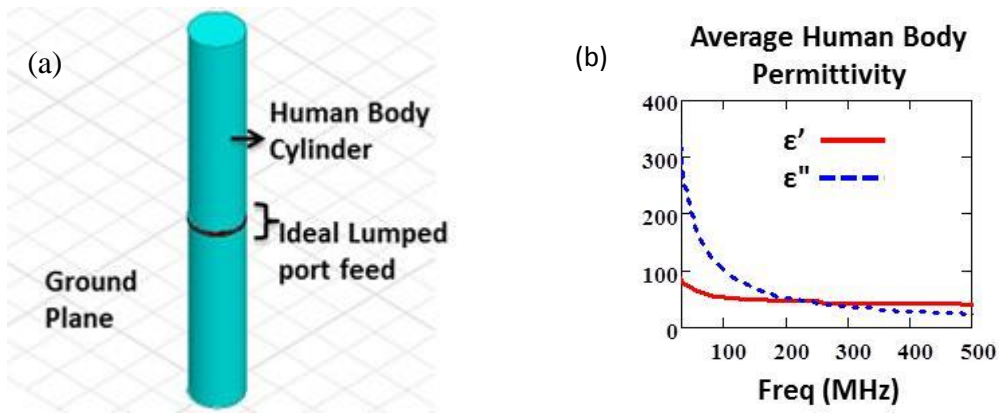 (a)
Human Body
Cylinder
Ideal Lumped
port feed
Ground
Plane
(b)
Average Human Body
Permittivity
400
300
200
100
0
ε'
ε"
100 200 300 400 500
Freq (MHz)